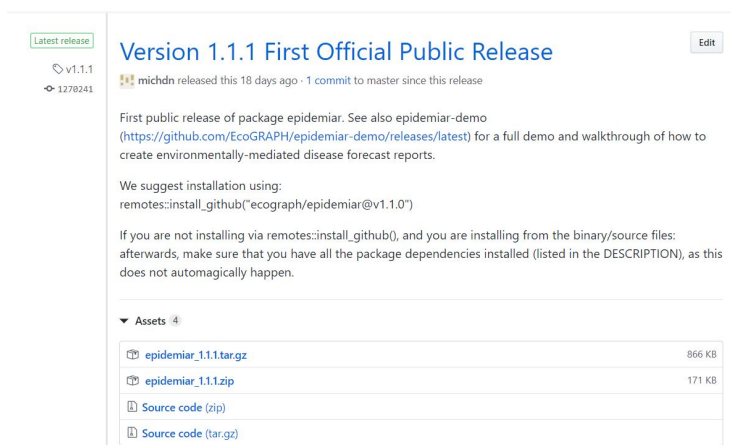 Latest release
v1.1.1
1270241
Version 1.1.1 First Official Public Release
Edit
michdn released this 18 days ago · 1 commit to master since this release
First public release of package epidemiar. See also epidemiar-demo
(https://github.com/EcoGRAPH/epidemiar-demo/releases/latest) for a full demo and walkthrough of how to
create environmentally-mediated disease forecast reports.
We suggest installation using:
remotes::install_github("ecograph/epidemiar@v1.1.0")
If you are not installing via remotes::install_github(), and you are installing from the binary/source files:
afterwards, make sure that you have all the package dependencies installed (listed in the DESCRIPTION), as this
does not automagically happen.
Assets 4
epidemiar_1.1.1.tar.gz 866 KB
epidemiar_1.1.1.zip 171 KB
Source code (zip)
Source code (tar.gz)